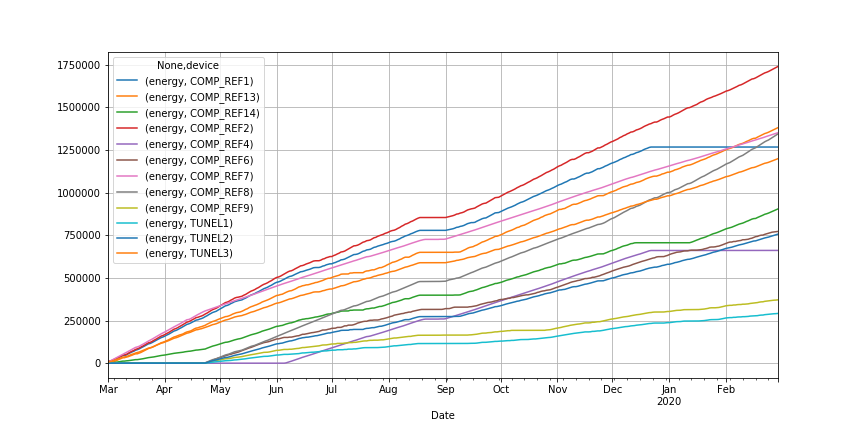 1750000
1500000
1250000
1000000
750000
500000
250000
0
None,device
(energy, COMP_REF1)
(energy, COMP_REF13)
(energy, COMP_REF14)
(energy, COMP_REF2)
(energy, COMP_REF4)
(energy, COMP_REF6)
(energy, COMP_REF7)
(energy, COMP_REF8)
(energy, COMP_REF9)
(energy, TUNEL1)
(energy, TUNEL2)
(energy, TUNEL3)
Mar Apr May Jun Jul Aug Sep Oct Nov Dec Jan Feb
2020
Date